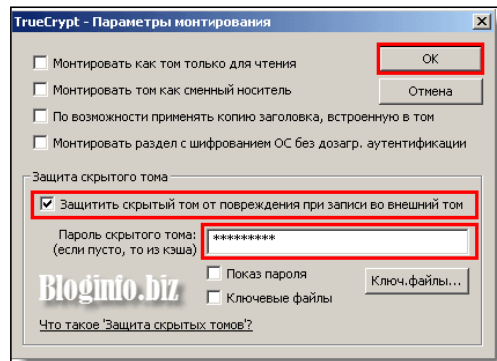 TrueCrypt - Параметры монтирования
Монтировать как том только для чтения
OK
Монтировать том как сменный носитель
Отмена
По возможности применять копию заголовка, встроенную в том
Монтировать раздел с шифрованием ОС без дозагр. аутентификации
Защита скрытого тома
Защитить скрытый том от повреждения при записи во внешний том
Пароль скрытого тома:
(если пусто, то из кэша)
*********
Показ пароля
Ключевые файлы
Ключ.файлы...
Bloginfo.biz
Что такое 'Защита скрытых томов'?